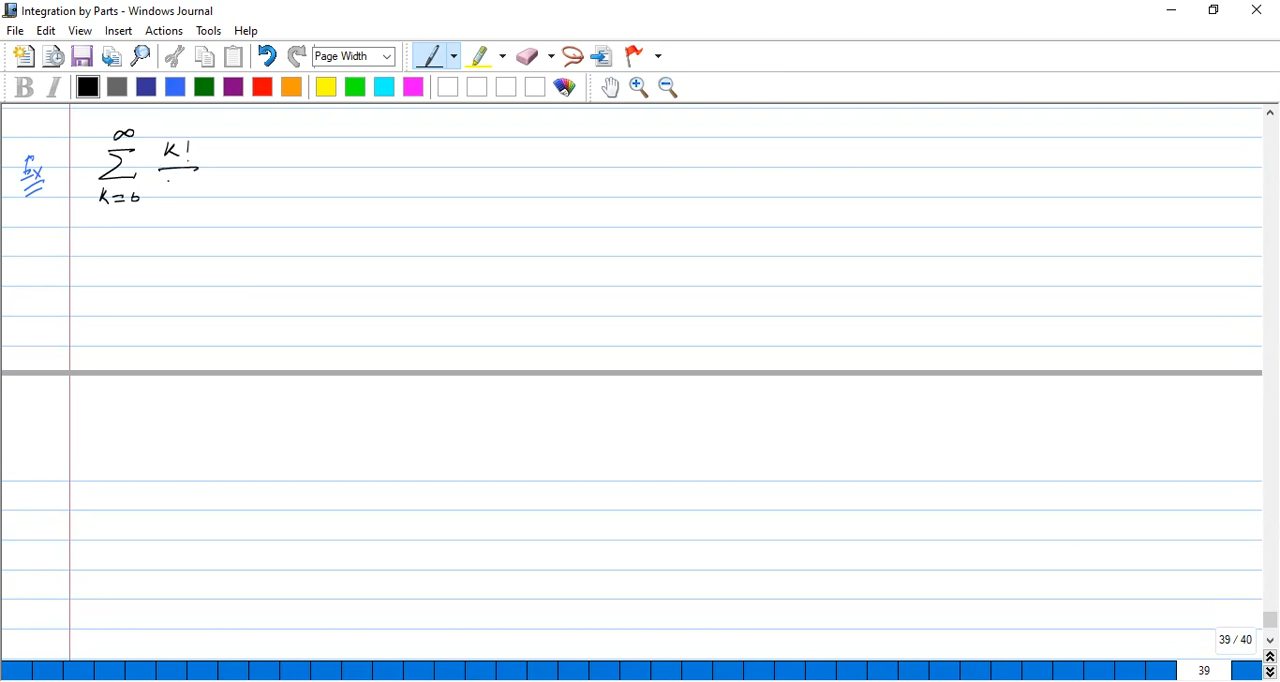 Integration by Parts - Windows Journal
File Edit View Insert Actions Tools Help
Page Width
B I
Ex
∞
∑ K!
K=0
39 / 40
39